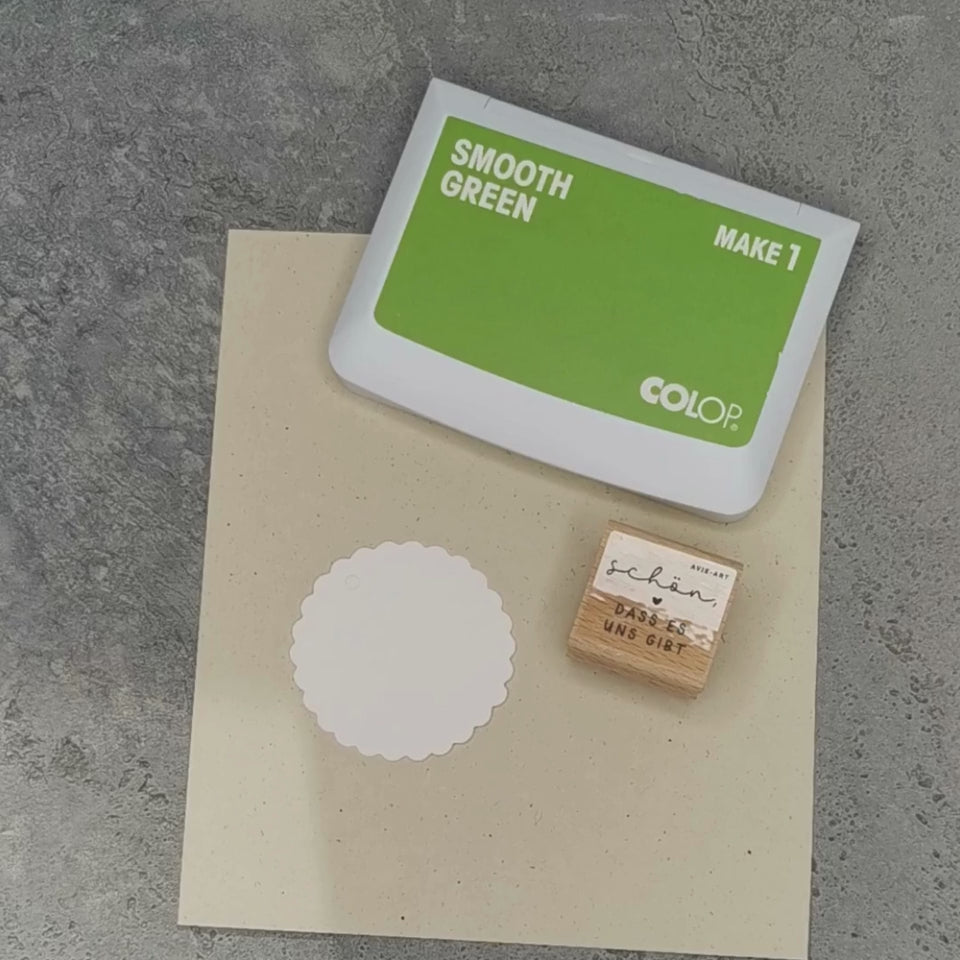 SMOOTH
GREEN
MAKE 1
COLOP®
AVIE-ART
schön,
DASS ES
UNS GIBT